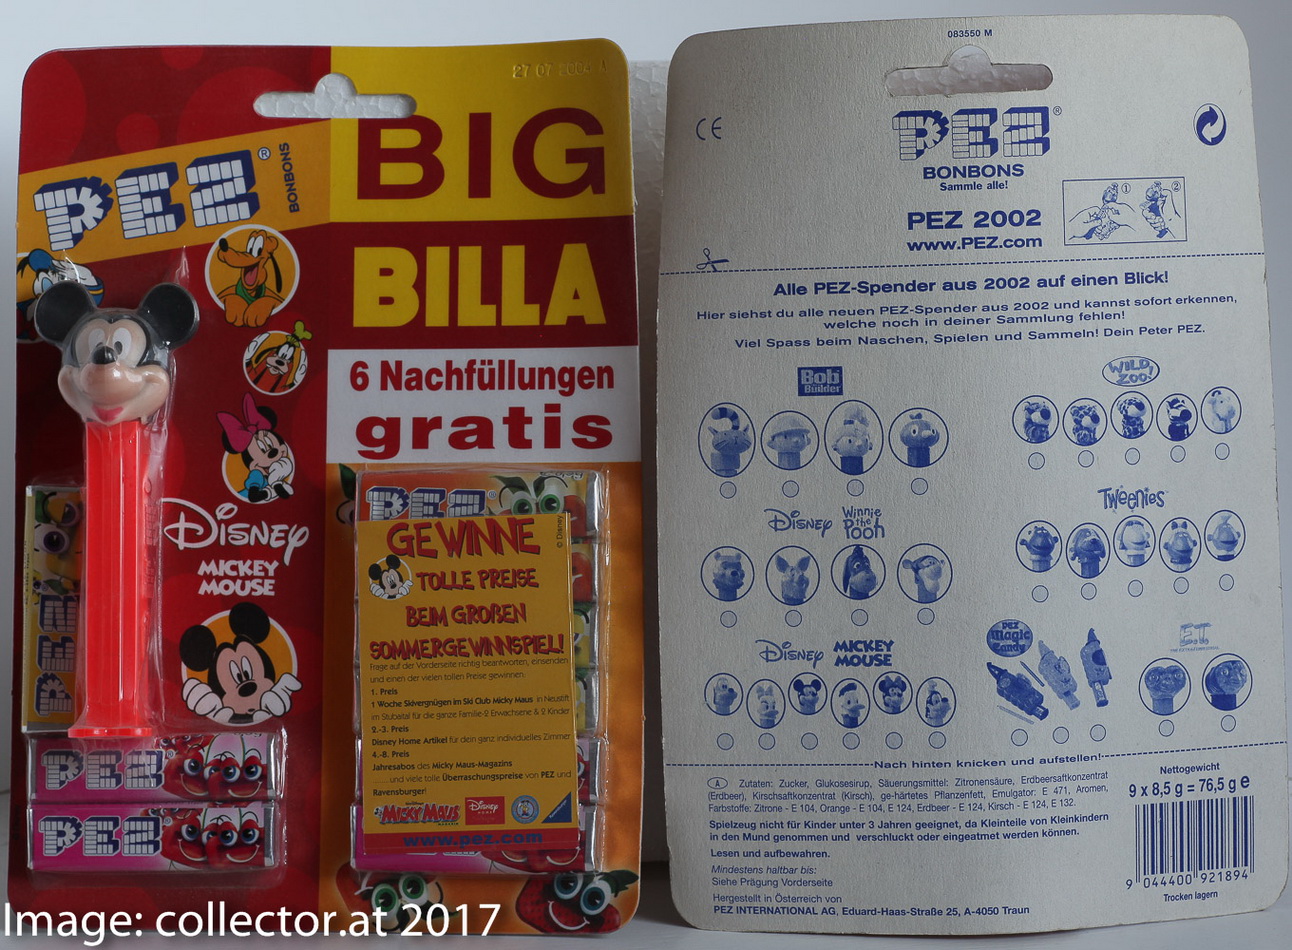 27 07 2004 A
BIG
PEZ®
BONBONS
BILLA
6 Nachfüllungen
gratis
Disney
MICKEY
MOUSE
PEZ
PEZ®
© Disney
GEWINNE
TOLLE PREISE
BEIM GROßEN
SOMMERGEWINNSPIEL!
Frage auf der Vorderseite richtig beantworten, einsenden
und einen der vielen tollen Preise gewinnen
1. Preis
1 Woche Skivergnügen im Ski Club Micky Maus in Neustift
im Stubaital für die ganze Familie-2 Erwachsene & 2 Kinder
2.-3. Preis
Disney Home Artikel für dein ganz individuelles Zimmer
4.-8. Preis
Jahresabos des Micky Maus-Magazins
........und viele tolle Überraschungspreise von PEZ und
Ravensburger!
Micky Maus
MAGAZIN
Disney
HOME
Ravensburger
www.pez.com
PEZ
PEZ
083550 M
CE
PEZ®
BONBONS
Sammle alle!
1 2
PEZ 2002
www.PEZ.com
Alle PEZ-Spender aus 2002 auf einen Blick!
Hier siehst du alle neuen PEZ-Spender aus 2002 und kannst sofort erkennen,
welche noch in deiner Sammlung fehlen!
Viel Spass beim Naschen, Spielen und Sammeln! Dein Peter PEZ.
Bob
the
Builder
WILD
ZOO!
Disney Winnie
the
Pooh
Tweenies
Disney MICKEY
MOUSE
PEZ
Magic
Candy
E.T.
THE EXTRA-TERRESTRIAL
Nach hinten knicken und aufstellen!
A Zutaten: Zucker, Glukosesirup, Säuerungsmittel: Zitronensäure, Erdbeersaftkonzentrat
(Erdbeer), Kirschsaftkonzentrat (Kirsch), ge-härtetes Pflanzenfett, Emulgator: E 471, Aromen,
Farbstoffe: Zitrone - E 104, Orange - E 104, E 124, Erdbeer - E 124, Kirsch - E 124, E 132.
Spielzeug nicht für Kinder unter 3 Jahren geeignet, da Kleinteile von Kleinkindern
in den Mund genommen und verschluckt oder eingeatmet werden können.
Lesen und aufbewahren.
Mindestens haltbar bis:
Siehe Prägung Vorderseite
Hergestellt in Österreich von
PEZ INTERNATIONAL AG, Eduard-Haas-Straße 25, A-4050 Traun
Nettogewicht
9 x 8,5 g = 76,5 g e
9 044400 921894
Trocken lagern
Image: collector.at 2017